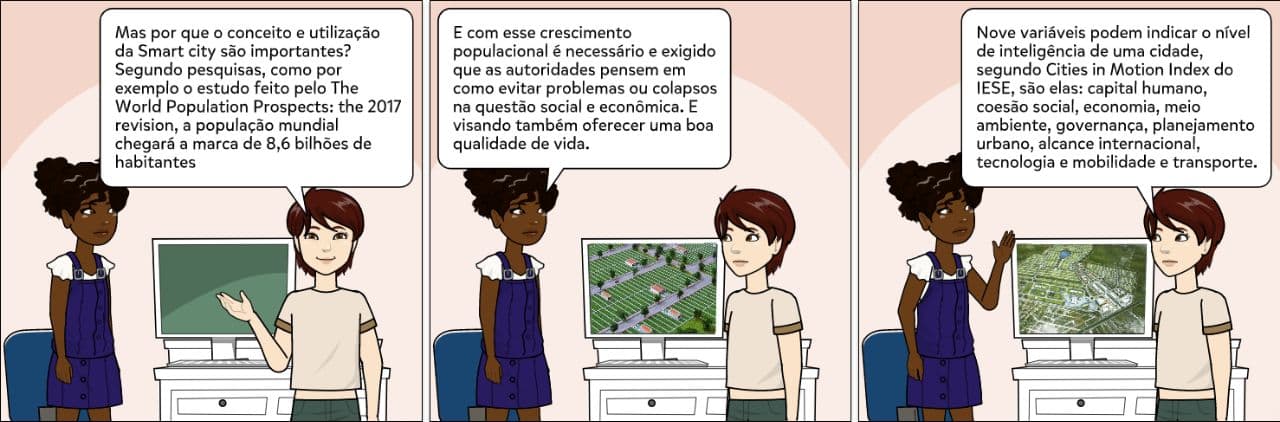 Mas por que o conceito e utilização
da Smart city são importantes?
Segundo pesquisas, como por
exemplo o estudo feito pelo The
World Population Prospects: the 2017
revision, a população mundial
chegará a marca de 8,6 bilhões de
habitantes
E com esse crescimento
populacional é necessário e exigido
que as autoridades pensem em
como evitar problemas ou colapsos
na questão social e econômica. E
visando também oferecer uma boa
qualidade de vida.
Nove variáveis podem indicar o nível
de inteligência de uma cidade,
segundo Cities in Motion Index do
IESE, são elas: capital humano,
coesão social, economia, meio
ambiente, governança, planejamento
urbano, alcance internacional,
tecnologia e mobilidade e transporte.